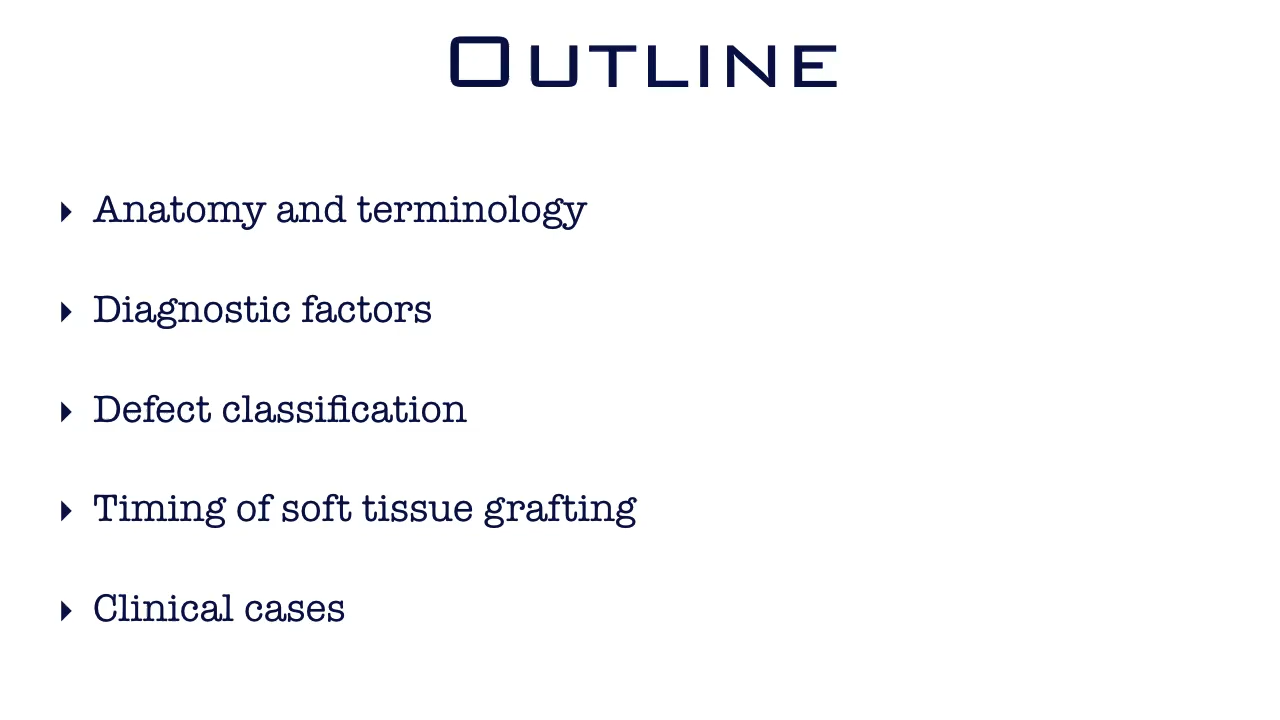 Outline
‣ Anatomy and terminology
‣ Diagnostic factors
‣ Defect classification
‣ Timing of soft tissue grafting
‣ Clinical cases